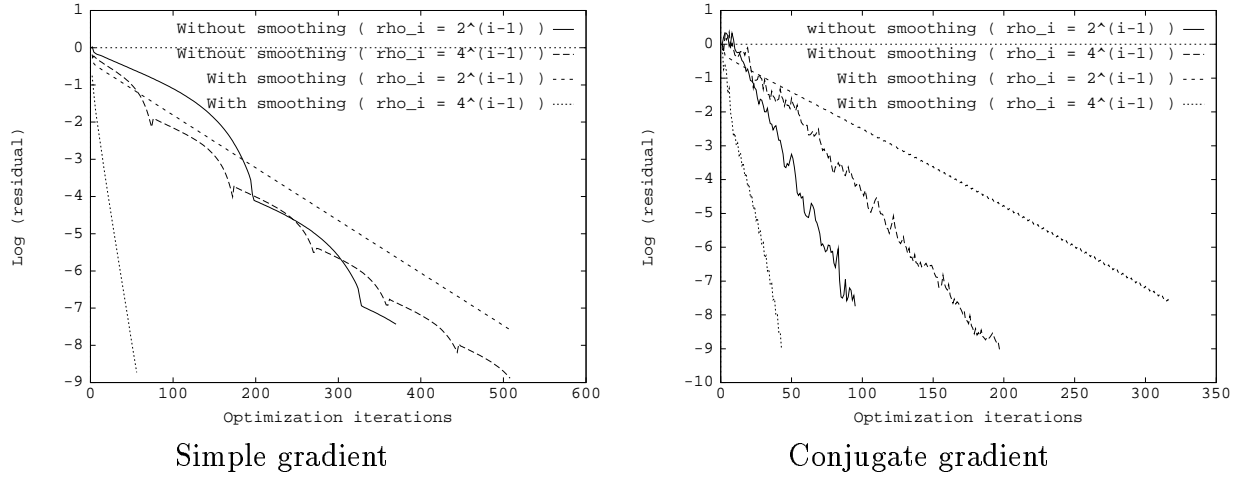 1
0
-1
-2
-3
-4
-5
-6
-7
-8
-9
Log (residual)
Without smoothing ( rho_i = 2^(i-1) )
Without smoothing ( rho_i = 4^(i-1) )
With smoothing ( rho_i = 2^(i-1) )
With smoothing ( rho_i = 4^(i-1) )
0 100 200 300 400 500 600
Optimization iterations
Simple gradient
1
0
-1
-2
-3
-4
-5
-6
-7
-8
-9
-10
Log (residual)
without smoothing ( rho_i = 2^(i-1) )
Without smoothing ( rho_i = 4^(i-1) )
With smoothing ( rho_i = 2^(i-1) )
With smoothing ( rho_i = 4^(i-1) )
0 50 100 150 200 250 300 350
Optimization iterations
Conjugate gradient